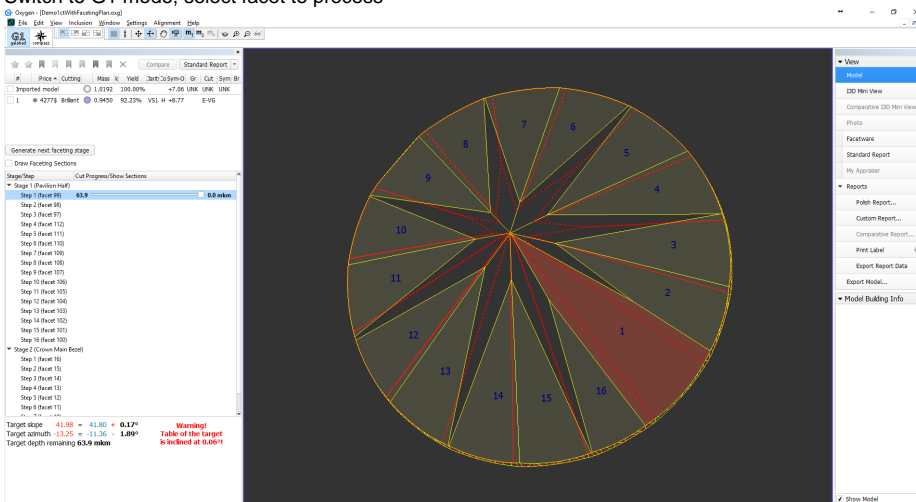 Switch to G1 mode, select facet to process
Oxygen - [Demo1ctWithFacetingPlan.oxg]
File Edit View Inclusion Window Settings Alignment Help
G1 galaxied compass
m₁ m₂
Compare Standard Report
# Price Cutting Mass Yield Clarity Co Sym-O Gr Cut Sym Br
Imported model 1.0192 100.00% +7.06 UNK UNK UNK
1 4277$ Brilliant 0.9450 92.23% VS1 H +8.77 E-VG
Generate next faceting stage
Draw Faceting Sections
Stage/Step Cut Progress/Show Sections
Stage 1 (Pavilion Half)
Step 1 (facet 99) 63.9 0.0 mkm
Step 2 (facet 98)
Step 3 (facet 97)
Step 4 (facet 112)
Step 5 (facet 111)
Step 6 (facet 110)
Step 7 (facet 109)
Step 8 (facet 108)
Step 9 (facet 107)
Step 10 (facet 106)
Step 11 (facet 105)
Step 12 (facet 104)
Step 13 (facet 103)
Step 14 (facet 102)
Step 15 (facet 101)
Step 16 (facet 100)
Stage 2 (Crown Main Bezel)
Step 1 (facet 16)
Step 2 (facet 15)
Step 3 (facet 14)
Step 4 (facet 13)
Step 5 (facet 12)
Step 6 (facet 11)
Target slope 41.98 = 41.80 + 0.17º
Target azimuth -13.25 = -11.36 - 1.89º
Target depth remaining 63.9 mkm
Warning!
Table of the target
is inclined at 0.06º!
7
6
8
5
9
4
10
3
11
2
1
12
13
14
15
16
View
Model
I3D Mini View
Comparative I3D Mini View
Photo
Facetware
Standard Report
My Appraiser
Reports
Polish Report...
Custom Report...
Comparative Report...
Print Label
Export Report Data
Export Model...
Model Building Info
Show Model